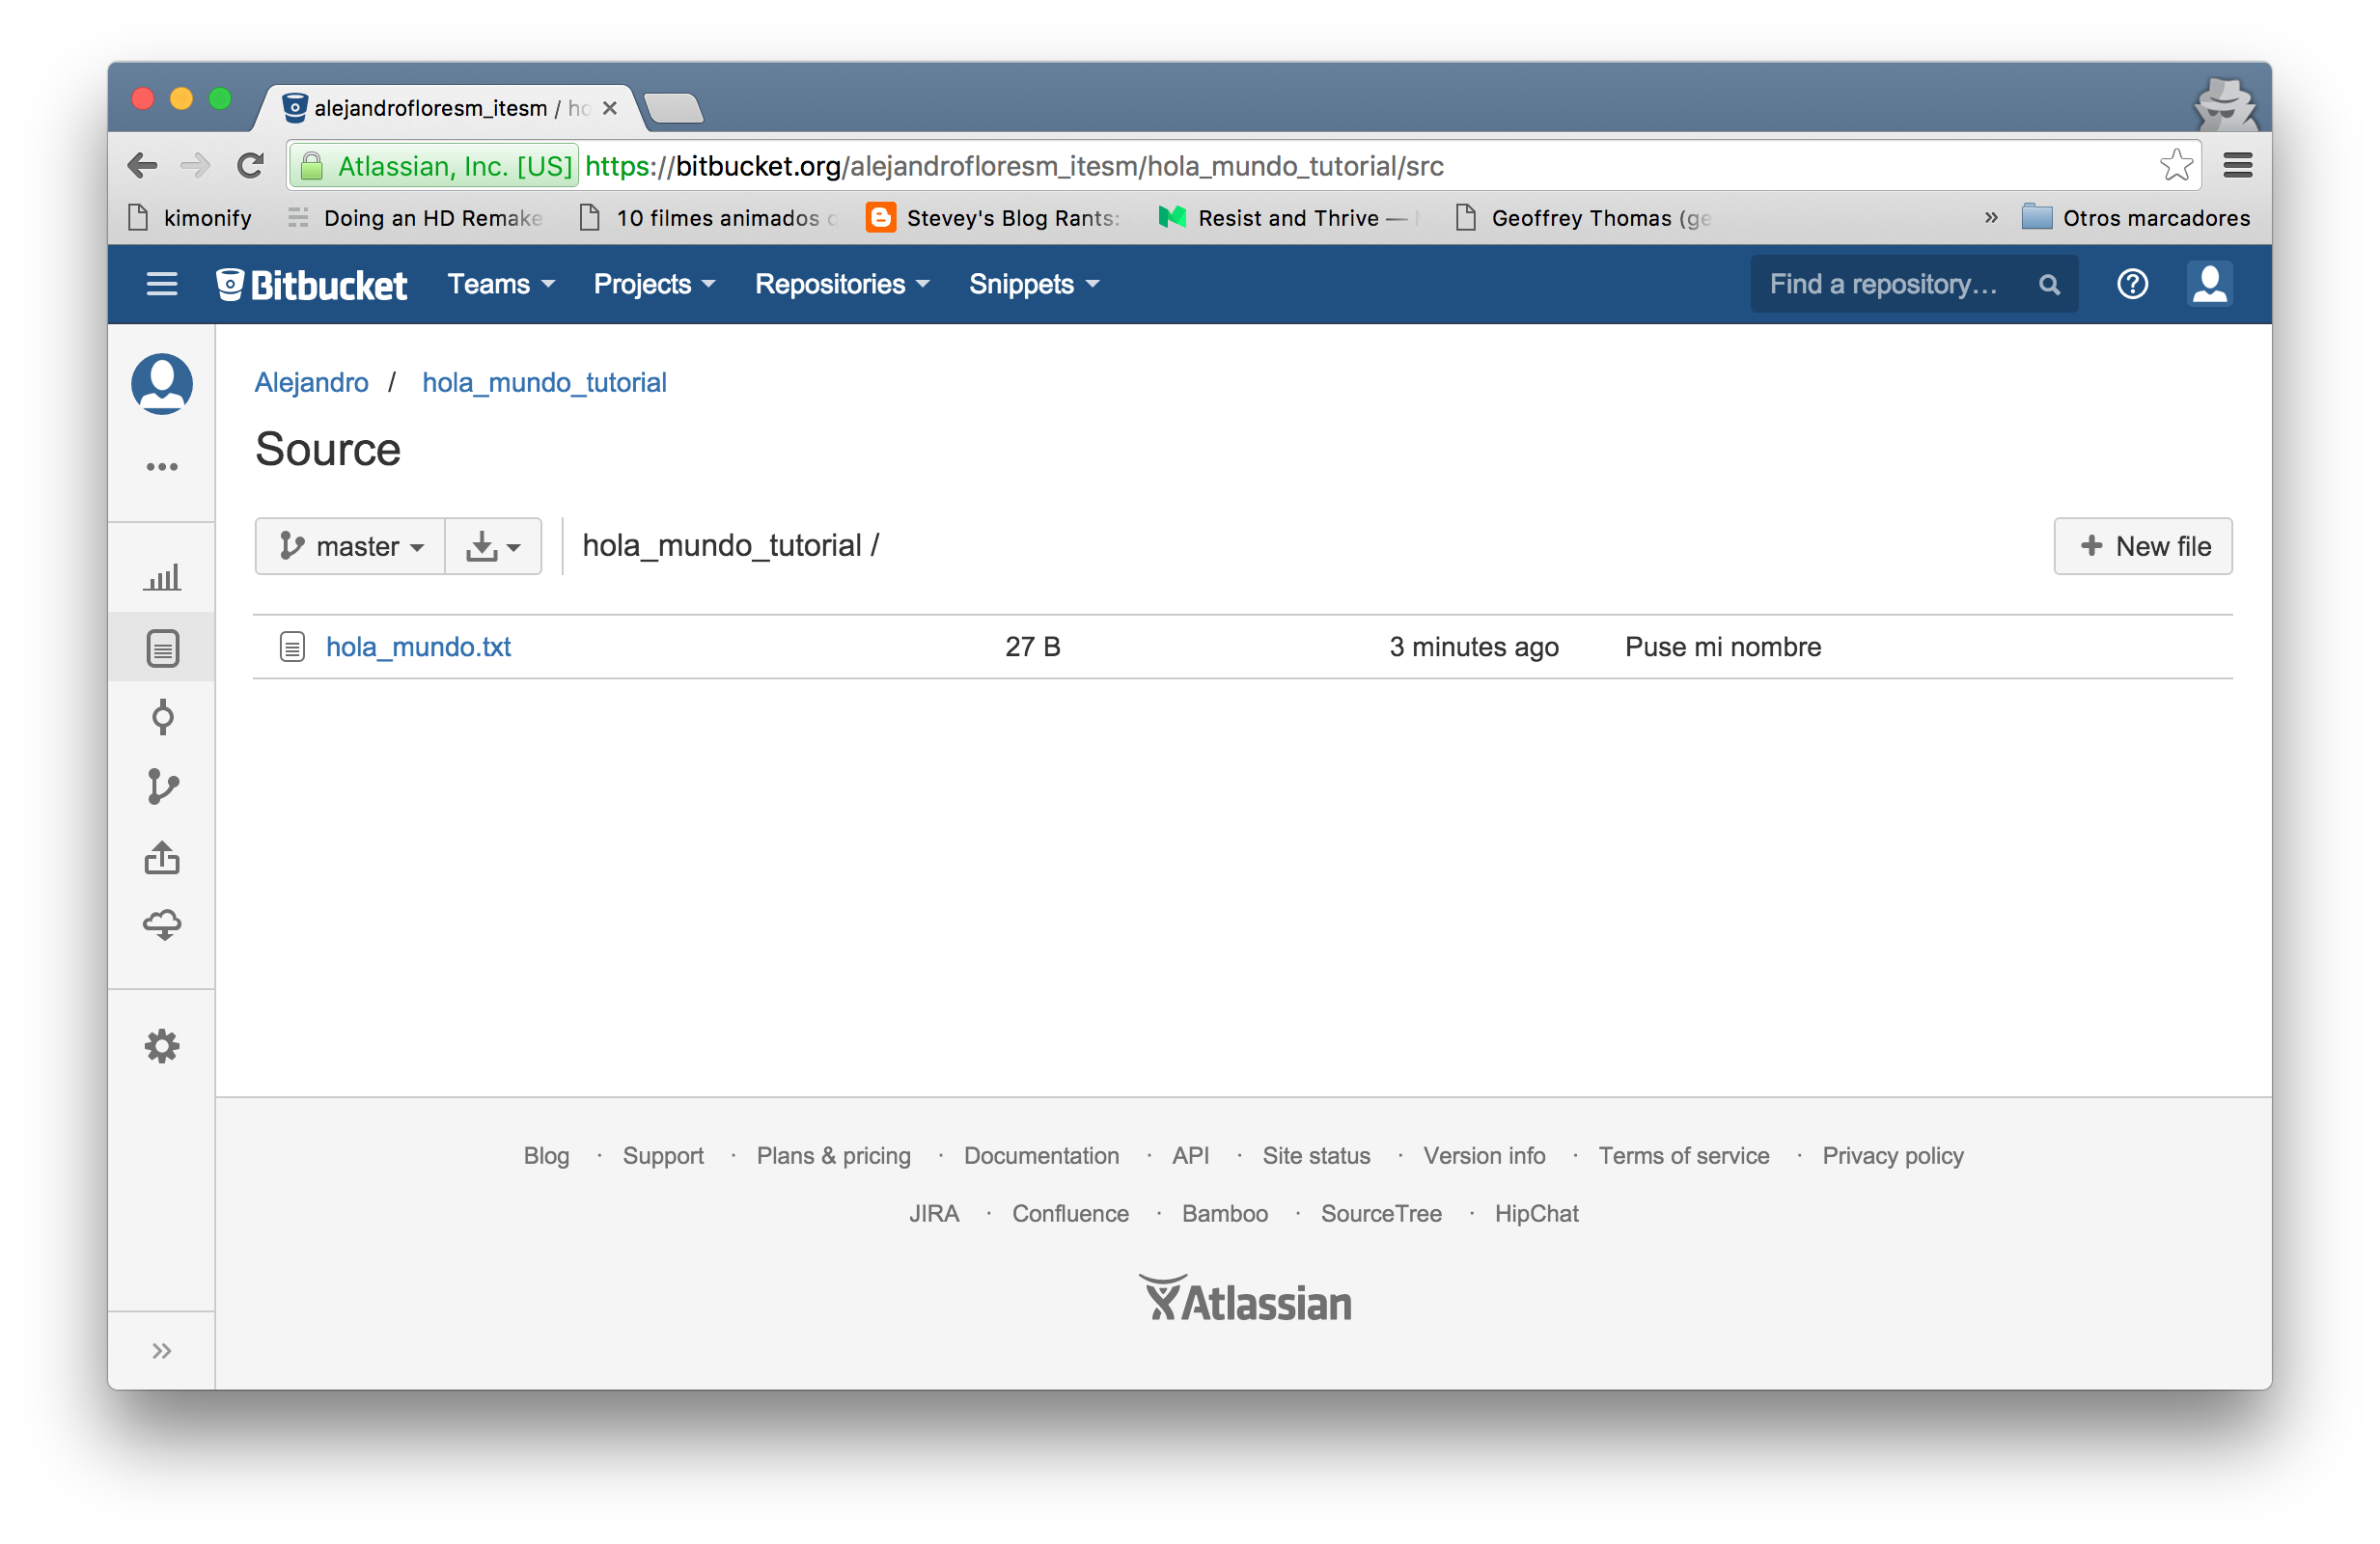 alejandrofloresm_itesm / ho
Atlassian, Inc. [US] https://bitbucket.org/alejandrofloresm_itesm/hola_mundo_tutorial/src
kimonify Doing an HD Remake 10 filmes animados Stevey's Blog Rants: Resist and Thrive — Geoffrey Thomas (ge » Otros marcadores
Bitbucket Teams Projects Repositories Snippets Find a repository...
Alejandro / hola_mundo_tutorial
Source
master hola_mundo_tutorial / New file
hola_mundo.txt 27 B 3 minutes ago Puse mi nombre
Blog · Support · Plans & pricing · Documentation · API · Site status · Version info · Terms of service · Privacy policy
JIRA · Confluence · Bamboo · SourceTree · HipChat
Atlassian